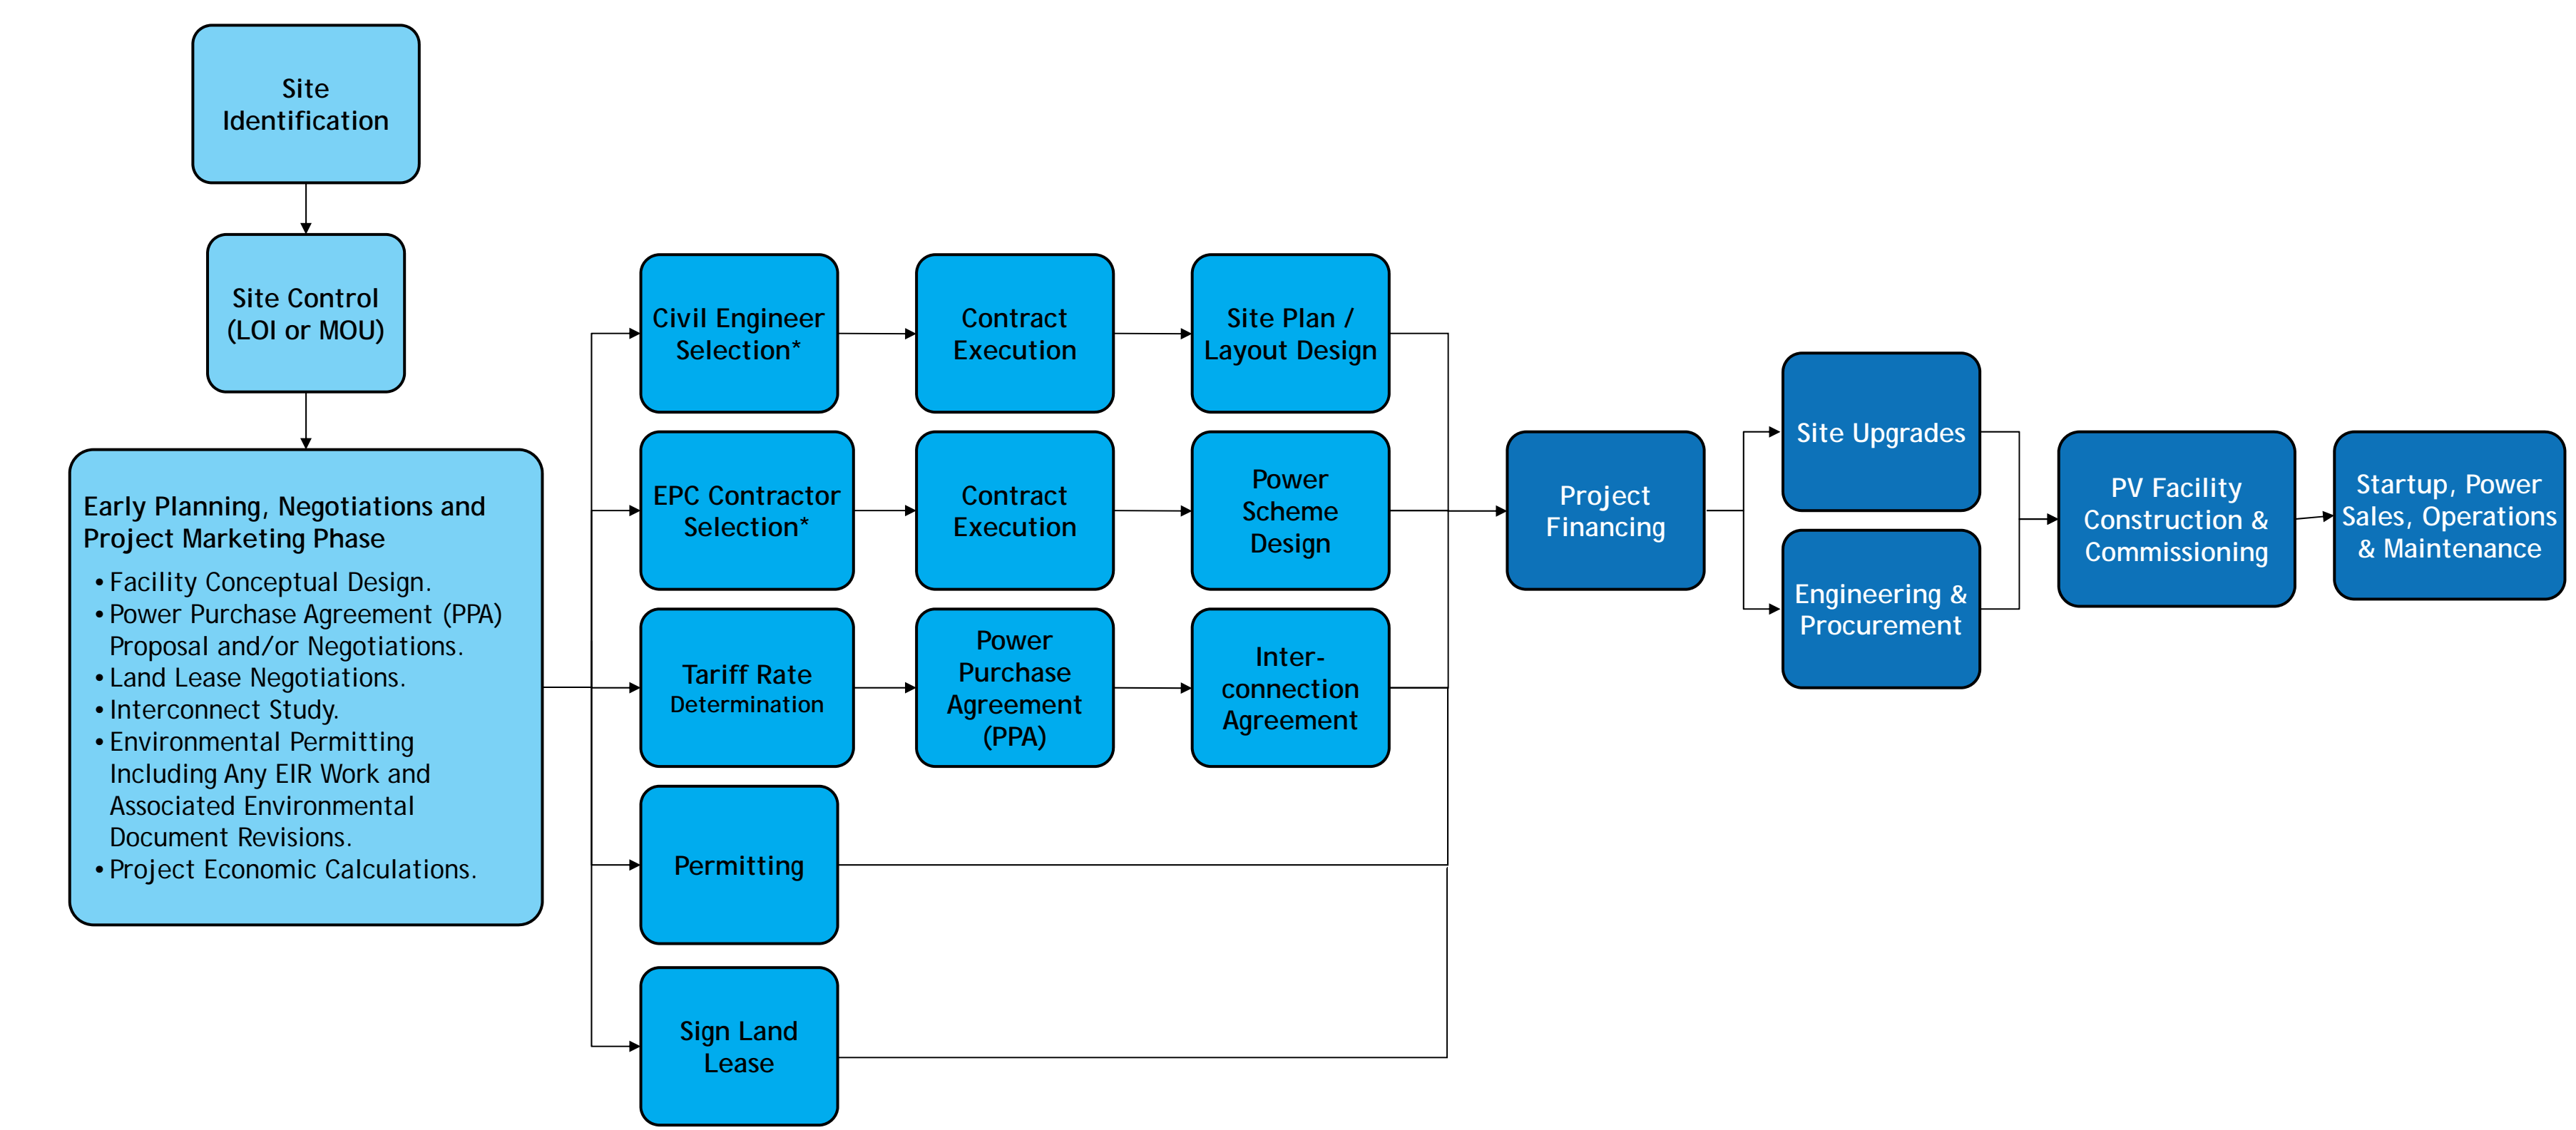 Site
Identification
Site Control
(LOI or MOU)
Early Planning, Negotiations and
Project Marketing Phase
• Facility Conceptual Design.
• Power Purchase Agreement (PPA)
Proposal and/or Negotiations.
• Land Lease Negotiations.
• Interconnect Study.
• Environmental Permitting
Including Any EIR Work and
Associated Environmental
Document Revisions.
• Project Economic Calculations.
Civil Engineer
Selection*
Contract
Execution
Site Plan /
Layout Design
EPC Contractor
Selection*
Contract
Execution
Power
Scheme
Design
Tariff Rate
Determination
Power
Purchase
Agreement
(PPA)
Inter-
connection
Agreement
Permitting
Sign Land
Lease
Project
Financing
Site Upgrades
Engineering &
Procurement
PV Facility
Construction &
Commissioning
Startup, Power
Sales, Operations
& Maintenance